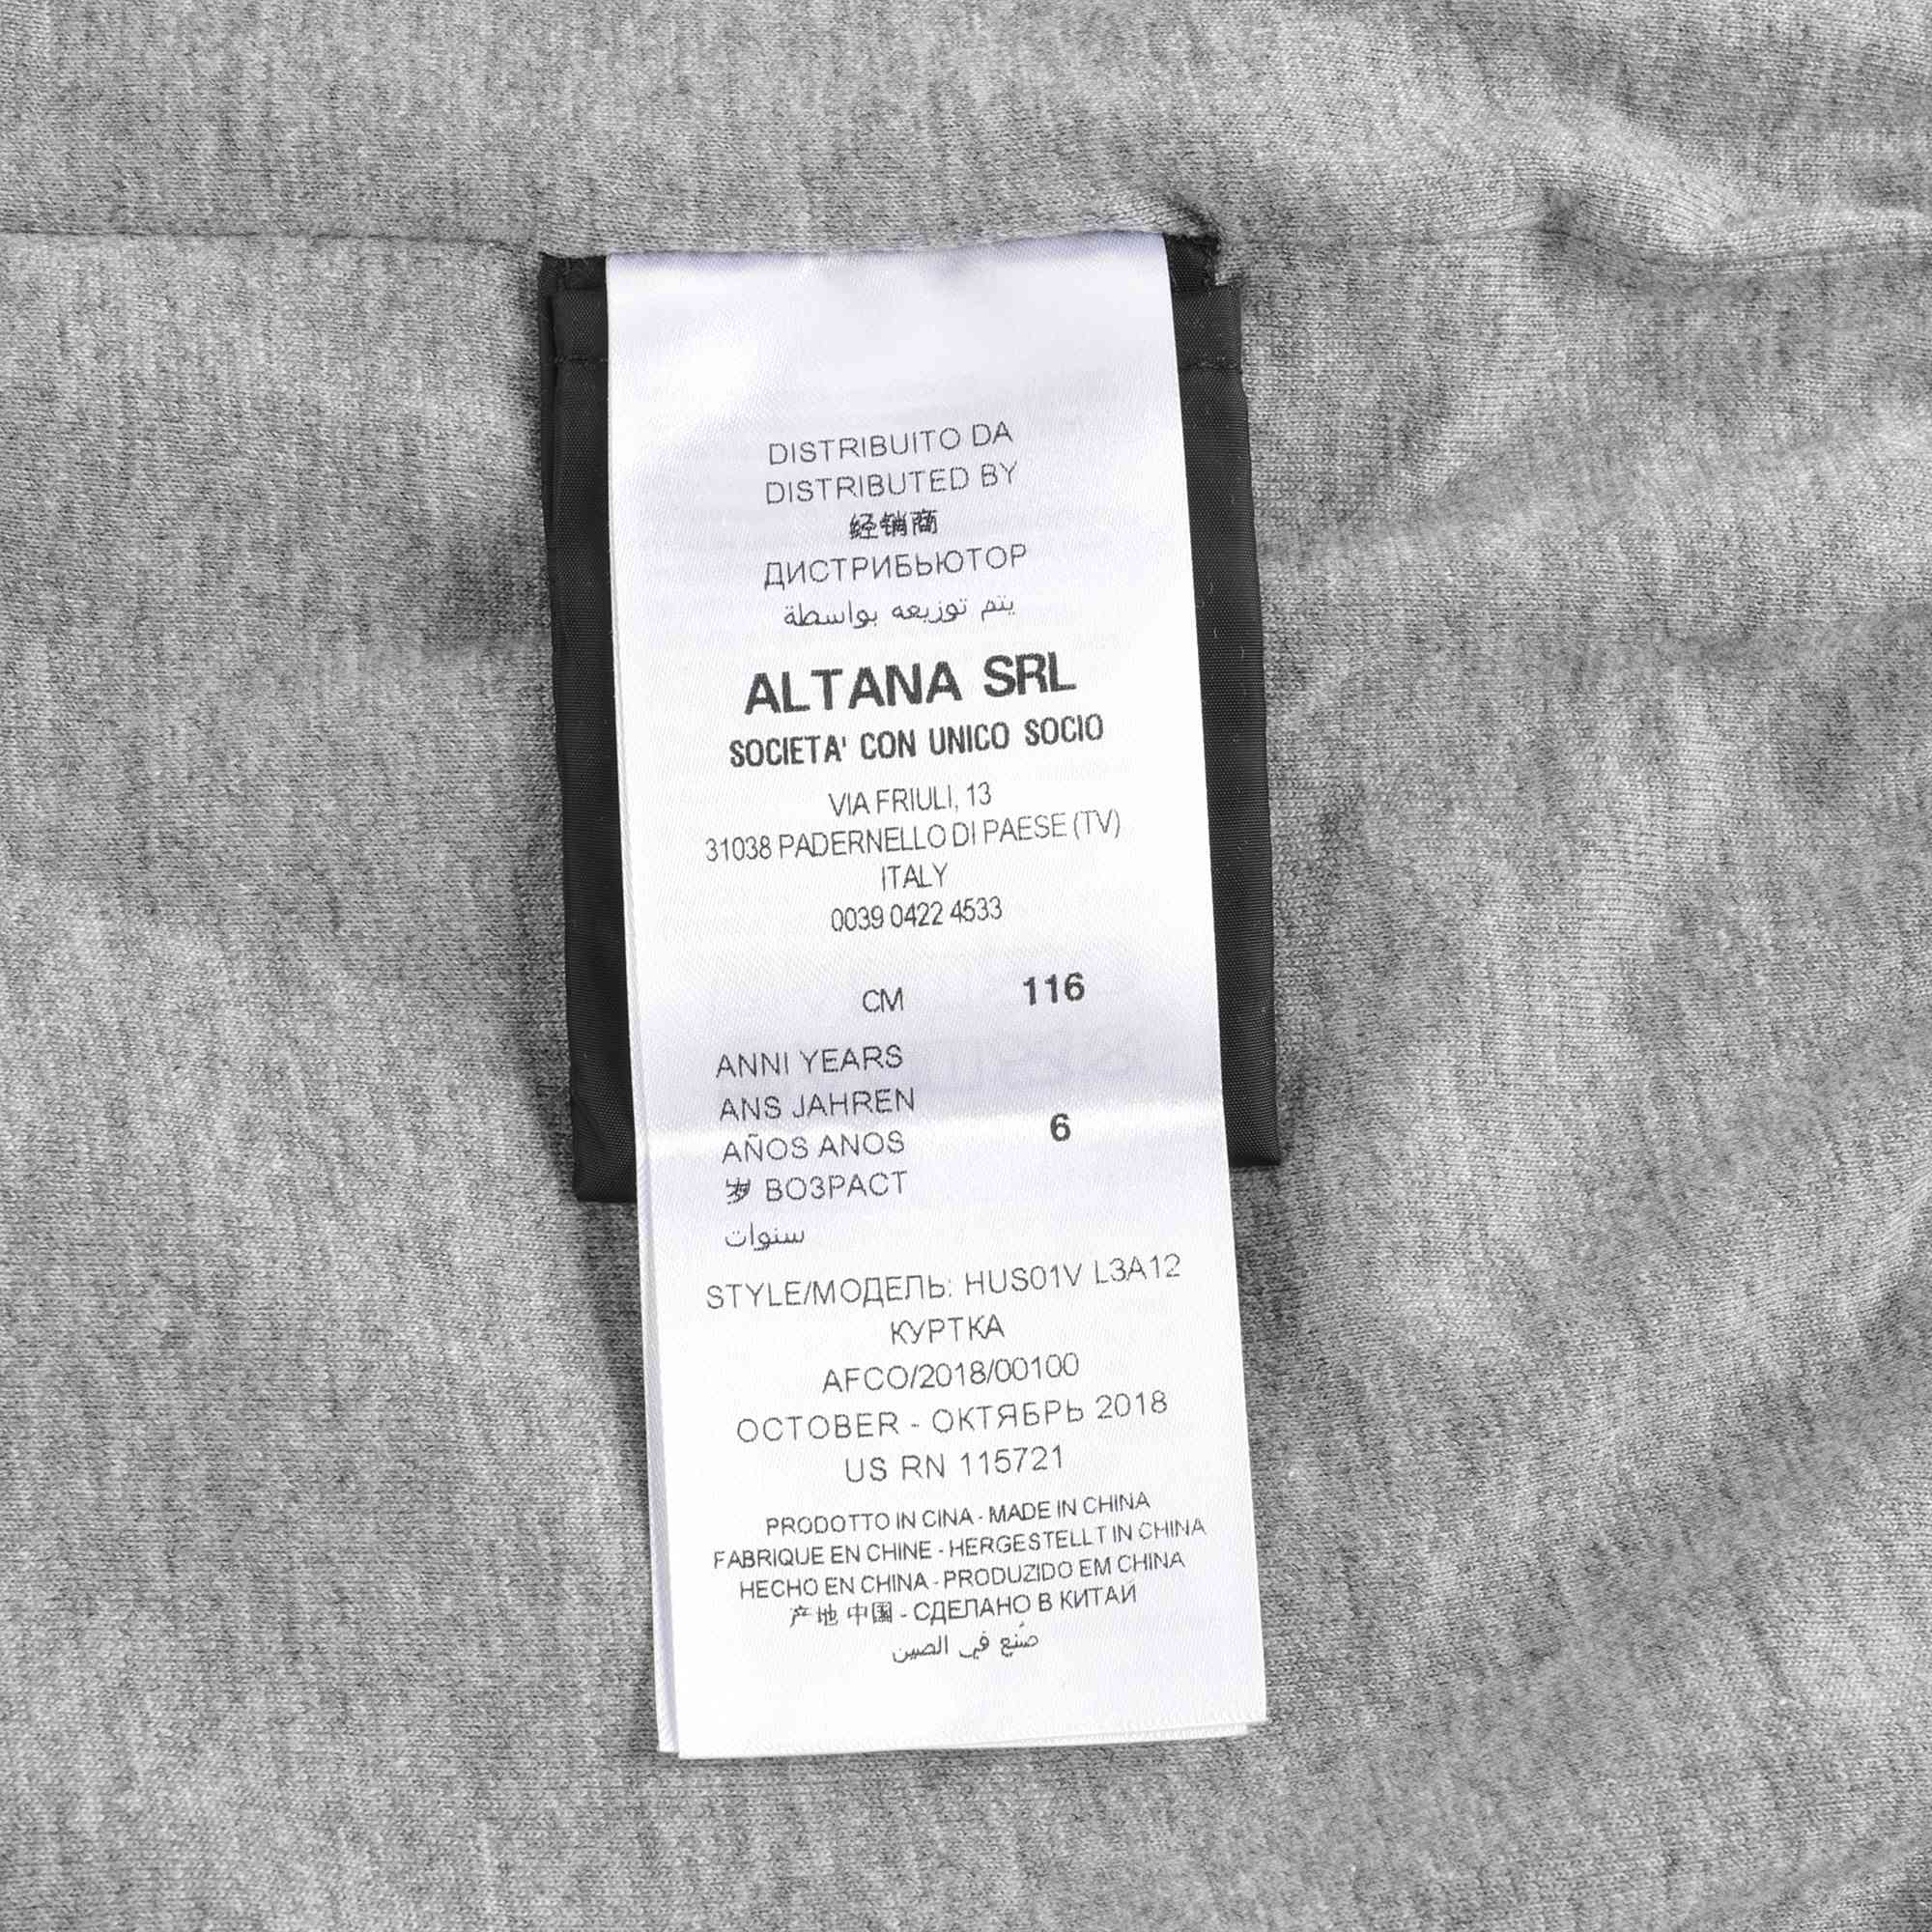 DISTRIBUITO DA
DISTRIBUTED BY
经销商
ДИСТРИБЬЮТОР
يتم توزيعه بواسطة
ALTANA SRL
SOCIETA' CON UNICO SOCIO
VIA FRIULI, 13
31038 PADERNELLO DI PAESE (TV)
ITALY
0039 0422 4533
CM 116
ANNI YEARS
ANS JAHREN
AÑOS ANOS 6
岁 ВОЗРАСТ
سنوات
STYLE/МОДЕЛЬ: HUS01V L3A12
КУРТКА
AFCO/2018/00100
OCTOBER - ОКТЯБРЬ 2018
US RN 115721
PRODOTTO IN CINA - MADE IN CHINA
FABRIQUE EN CHINE - HERGESTELLT IN CHINA
HECHO EN CHINA - PRODUZIDO EM CHINA
产地 中国 - СДЕЛАНО В КИТАЙ
صُنع في الصين